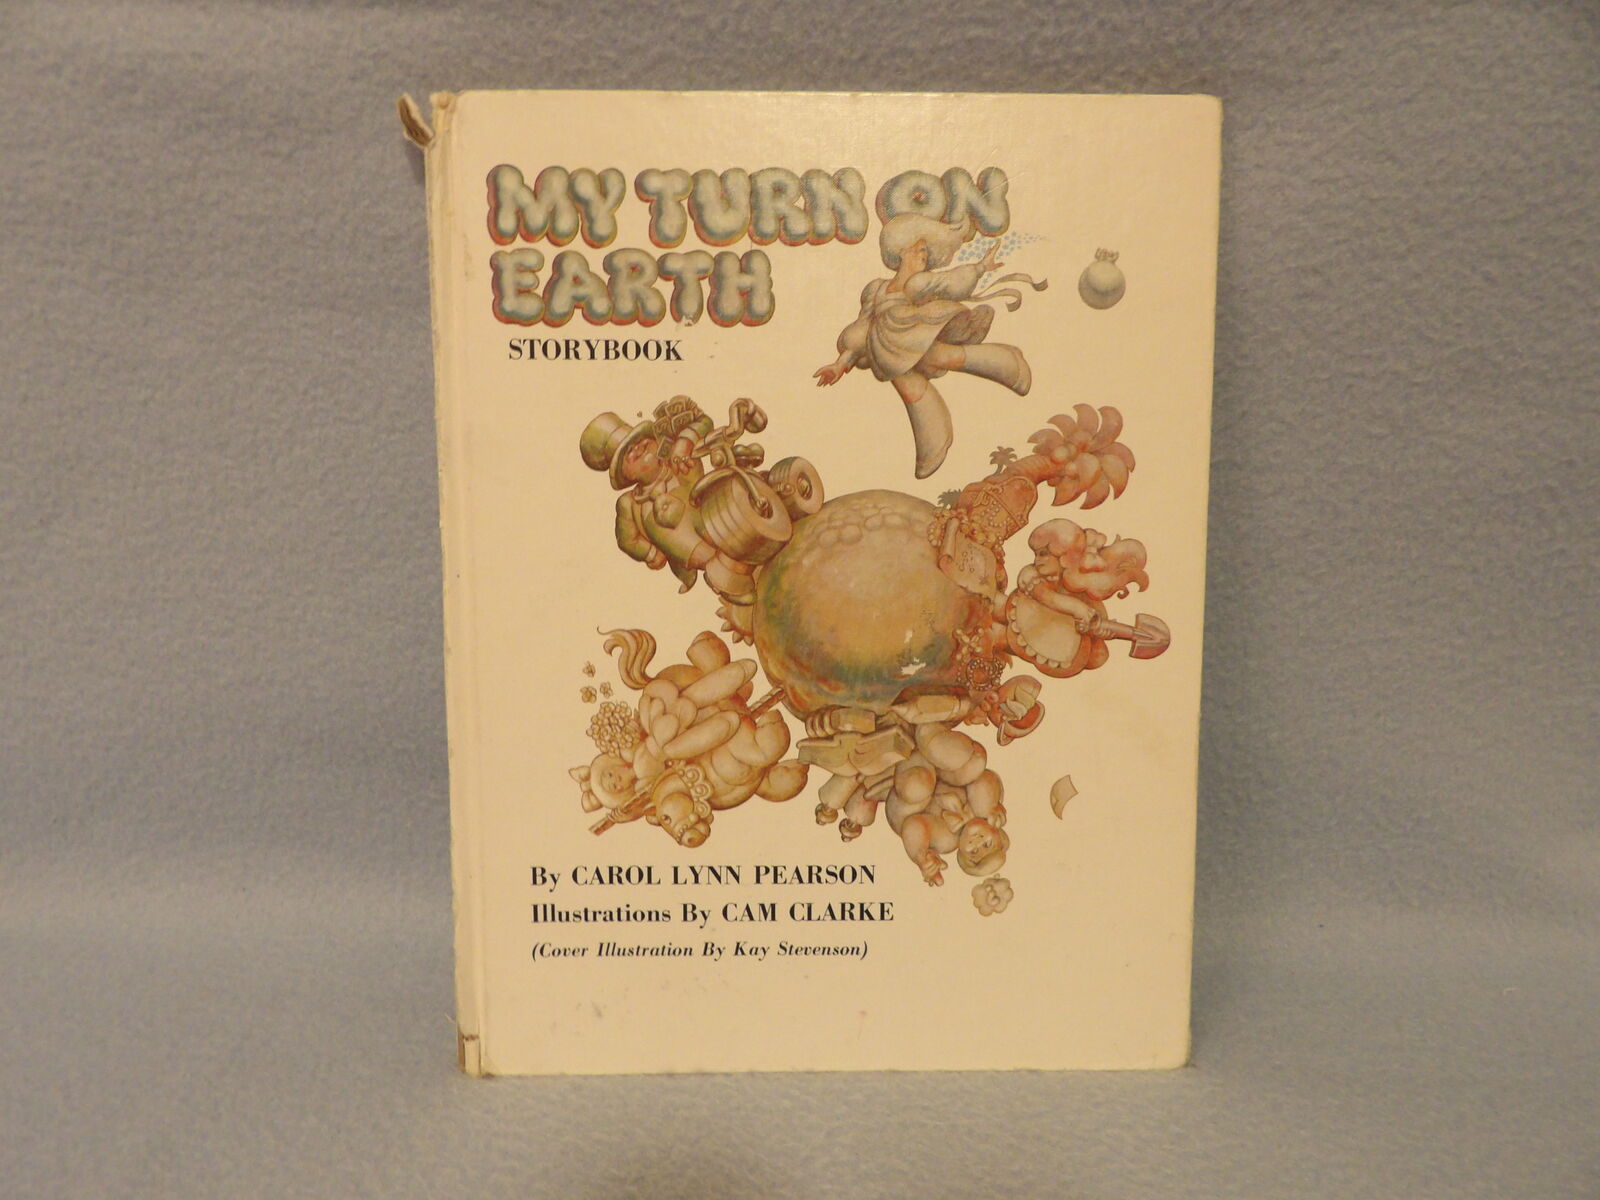 MY TURN ON
EARTH
STORYBOOK
By CAROL LYNN PEARSON
Illustrations By CAM CLARKE
(Cover Illustration By Kay Stevenson)